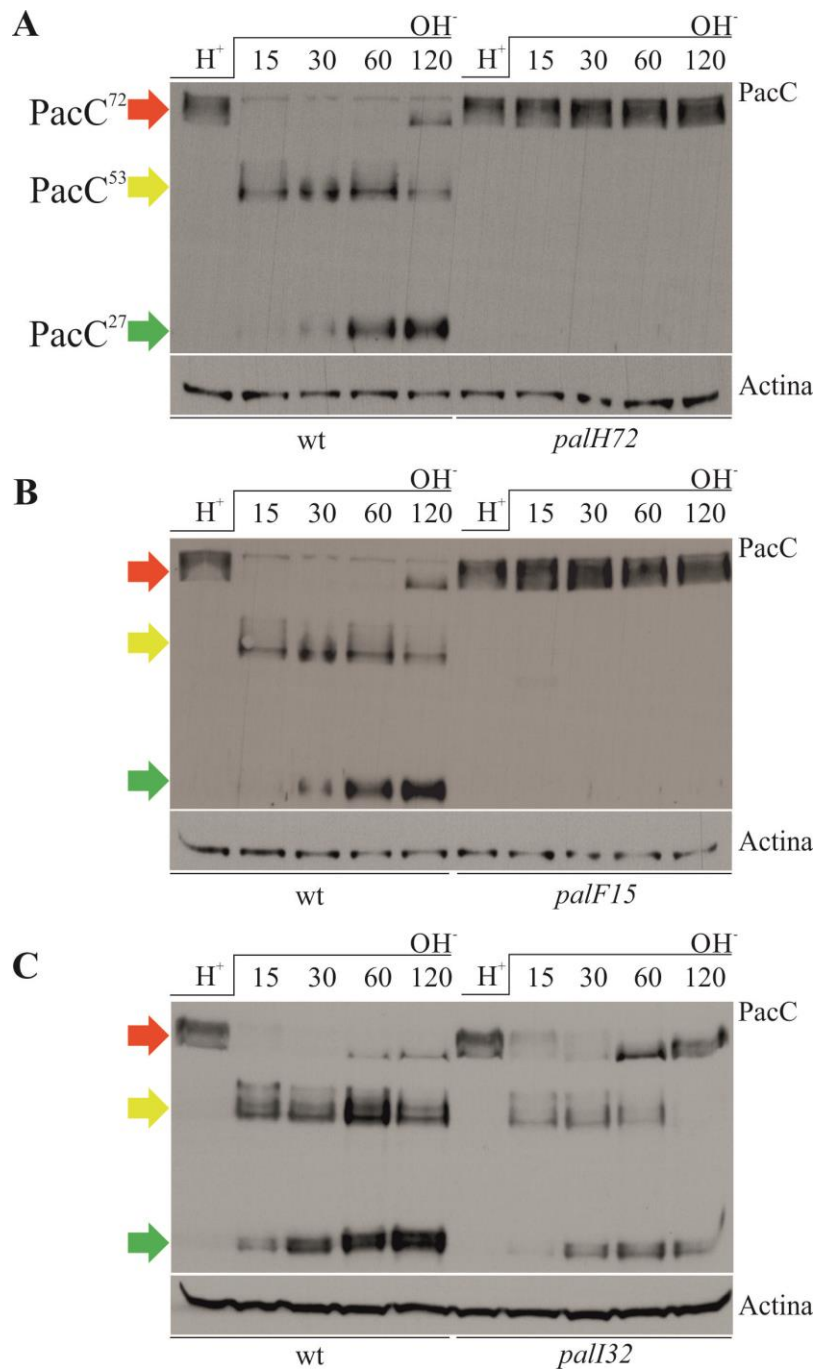 A
OH⁻
H⁺ 15 30 60 120 H⁺ 15 30 60 120
PacC
PacC⁷²
PacC⁵³
PacC²⁷
Actina
wt palH72
B
OH⁻ OH⁻
H⁺ 15 30 60 120 H⁺ 15 30 60 120
PacC
Actina
wt palF15
C
OH⁻ OH⁻
H⁺ 15 30 60 120 H⁺ 15 30 60 120
PacC
Actina
wt palI32